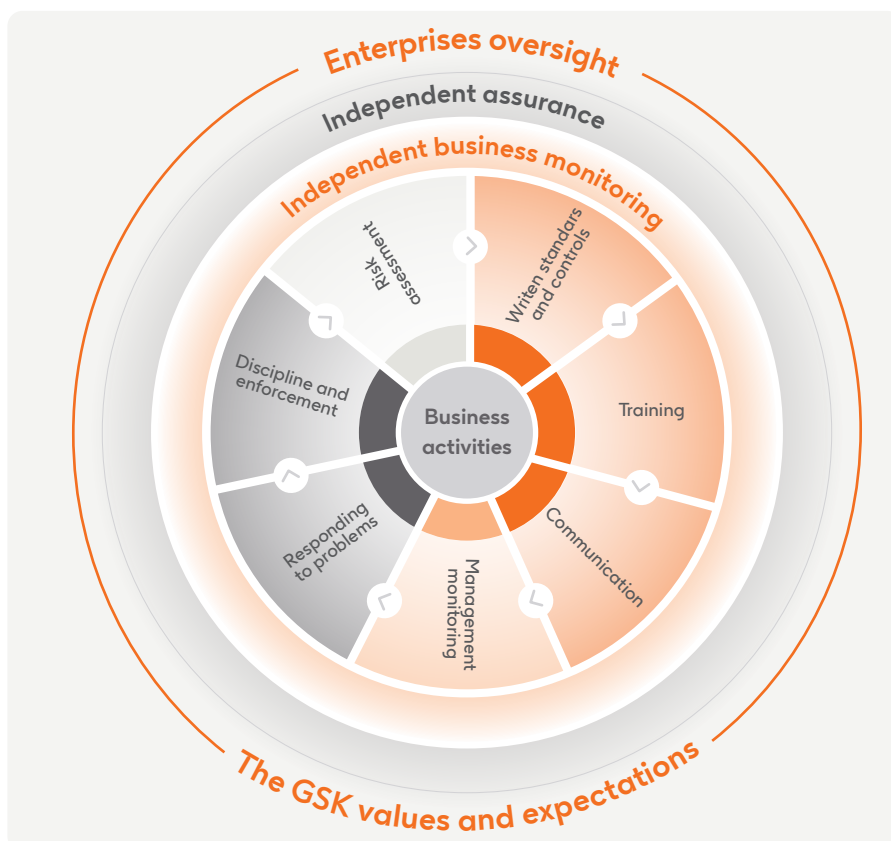 Enterprises oversight
Independent assurance
Independent business monitoring
Risk
assessment
Writen standars
and controls
Training
Communication
Management
monitoring
Responding
to problems
Discipline and
enforcement
Business
activities
The GSK values and expectations